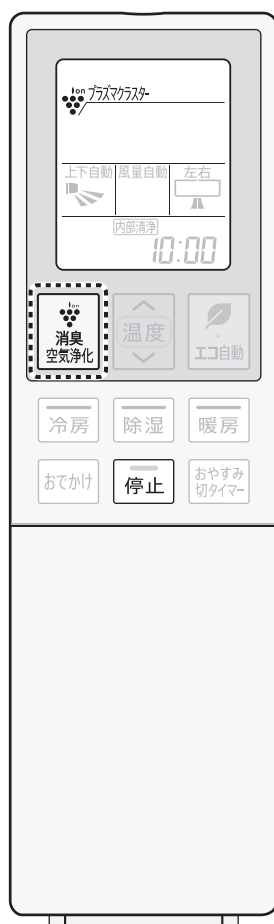 ion
プラズマクラスター
上下自動 風量自動 左右
内部清浄
10:00
ion
消臭
空気浄化
温度
エコ自動
冷房 除湿 暖房
おでかけ 停止 おやすみ
切タイマー